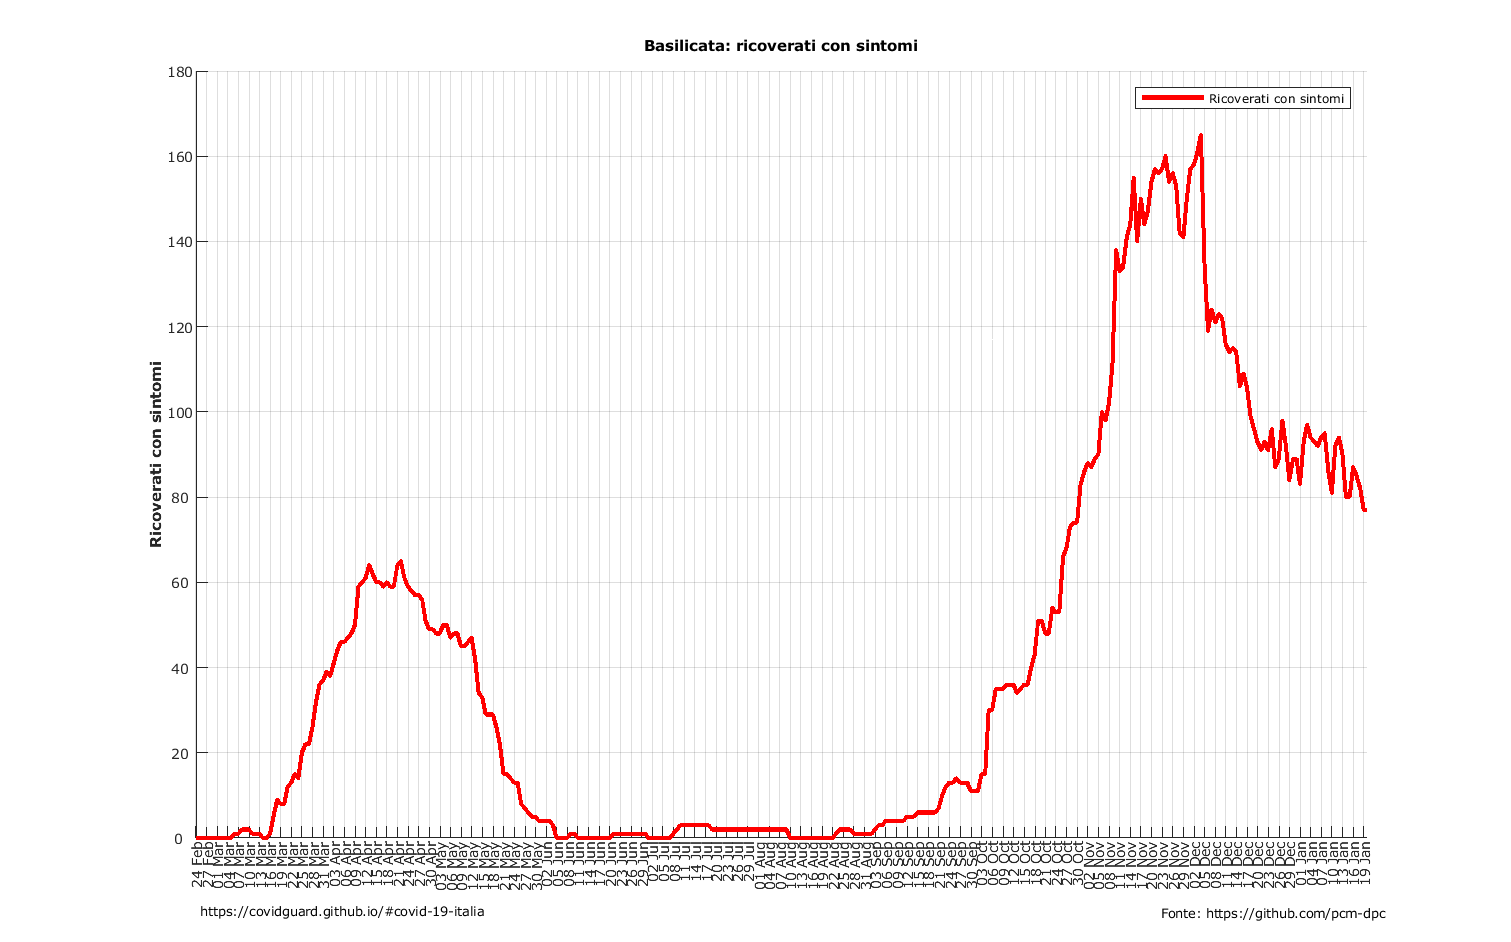 Basilicata: ricoverati con sintomi
Ricoverati con sintomi
Ricoverati con sintomi
180
160
140
120
100
80
60
40
20
0
24 Feb
27 Feb
01 Mar
04 Mar
07 Mar
10 Mar
13 Mar
16 Mar
19 Mar
22 Mar
25 Mar
28 Mar
31 Mar
03 Apr
06 Apr
09 Apr
12 Apr
15 Apr
18 Apr
21 Apr
24 Apr
27 Apr
30 Apr
03 May
06 May
09 May
12 May
15 May
18 May
21 May
24 May
27 May
30 May
02 Jun
05 Jun
08 Jun
11 Jun
14 Jun
17 Jun
20 Jun
23 Jun
26 Jun
29 Jun
02 Jul
05 Jul
08 Jul
11 Jul
14 Jul
17 Jul
20 Jul
23 Jul
26 Jul
29 Jul
01 Aug
04 Aug
07 Aug
10 Aug
13 Aug
16 Aug
19 Aug
22 Aug
25 Aug
28 Aug
31 Aug
03 Sep
06 Sep
09 Sep
12 Sep
15 Sep
18 Sep
21 Sep
24 Sep
27 Sep
30 Sep
03 Oct
06 Oct
09 Oct
12 Oct
15 Oct
18 Oct
21 Oct
24 Oct
27 Oct
30 Oct
02 Nov
05 Nov
08 Nov
11 Nov
14 Nov
17 Nov
20 Nov
23 Nov
26 Nov
29 Nov
02 Dec
05 Dec
08 Dec
11 Dec
14 Dec
17 Dec
20 Dec
23 Dec
26 Dec
29 Dec
01 Jan
04 Jan
07 Jan
10 Jan
13 Jan
16 Jan
19 Jan
https://covidguard.github.io/#covid-19-italia
Fonte: https://github.com/pcm-dpc